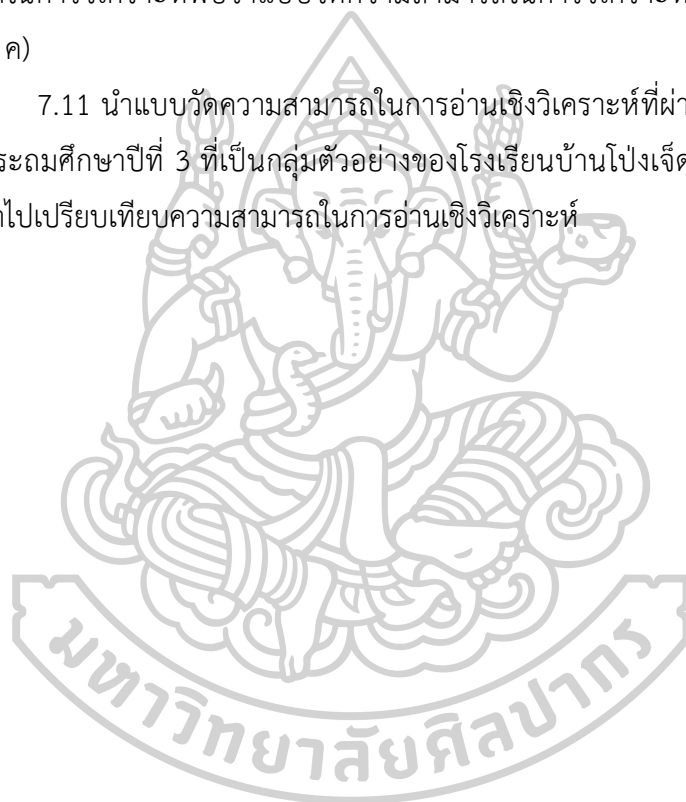 ค)
7.11 นำแบบวัดความสามารถในการอ่านเชิงวิเคราะห์ที่ผ่า
ระถมศึกษาปีที่ 3 ที่เป็นกลุ่มตัวอย่างของโรงเรียนบ้านโป่งเจ็ด
ไปเปรียบเทียบความสามารถในการอ่านเชิงวิเคราะห์
มหาวิทยาลัยศิลปากร